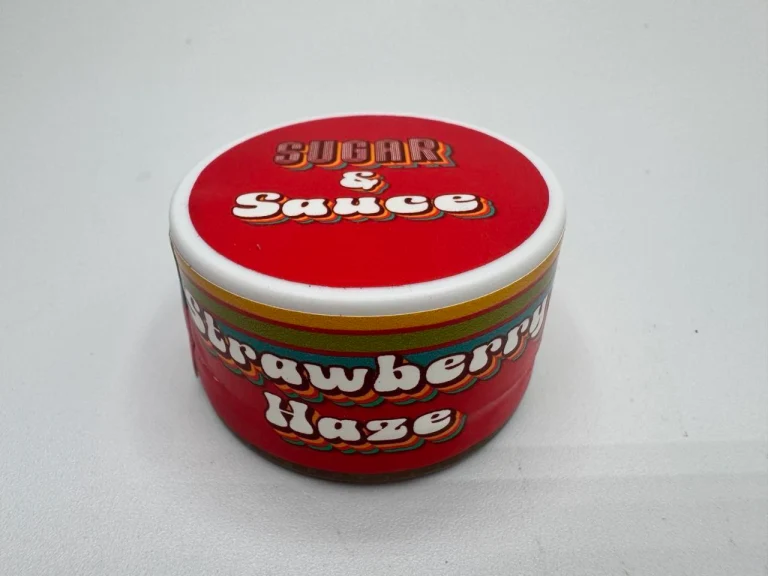 SUGAR
&
Sauce
Strawberry
Haze